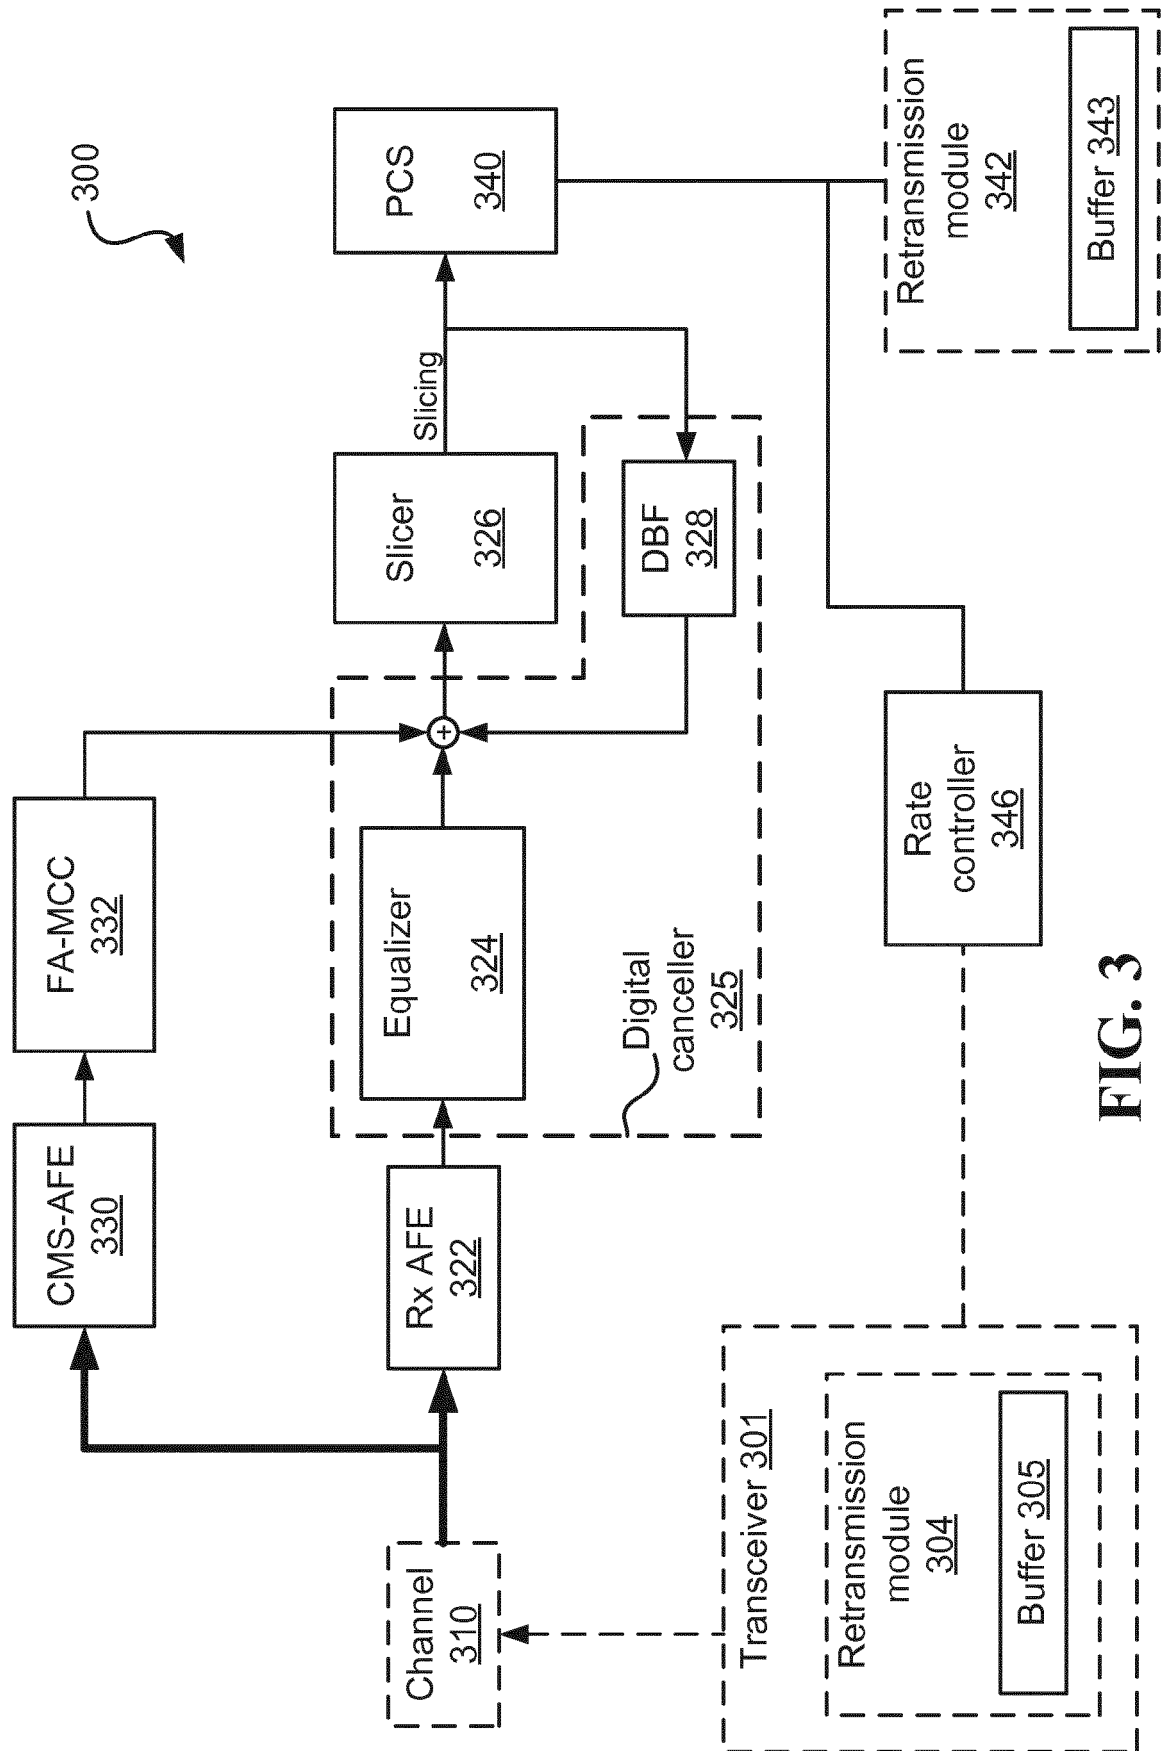 300
CMS-AFE
330
FA-MCC
332
Channel
310
Rx AFE
322
Equalizer
324
+
Slicer
326
Slicing
PCS
340
Digital
canceller
325
DBF
328
Transceiver 301
Retransmission
module
304
Buffer 305
Rate
controller
346
Retransmission
module
342
Buffer 343
FIG. 3